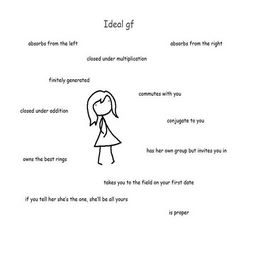 Ideal gf
absorbs from the left
absorbs from the right
closed under multiplication
finitely generated
commutes with you
closed under addition
conjugate to you
has her own group but invites you in
owns the best rings
takes you to the field on your first date
if you tell her she's the one, she'll be all yours
is proper